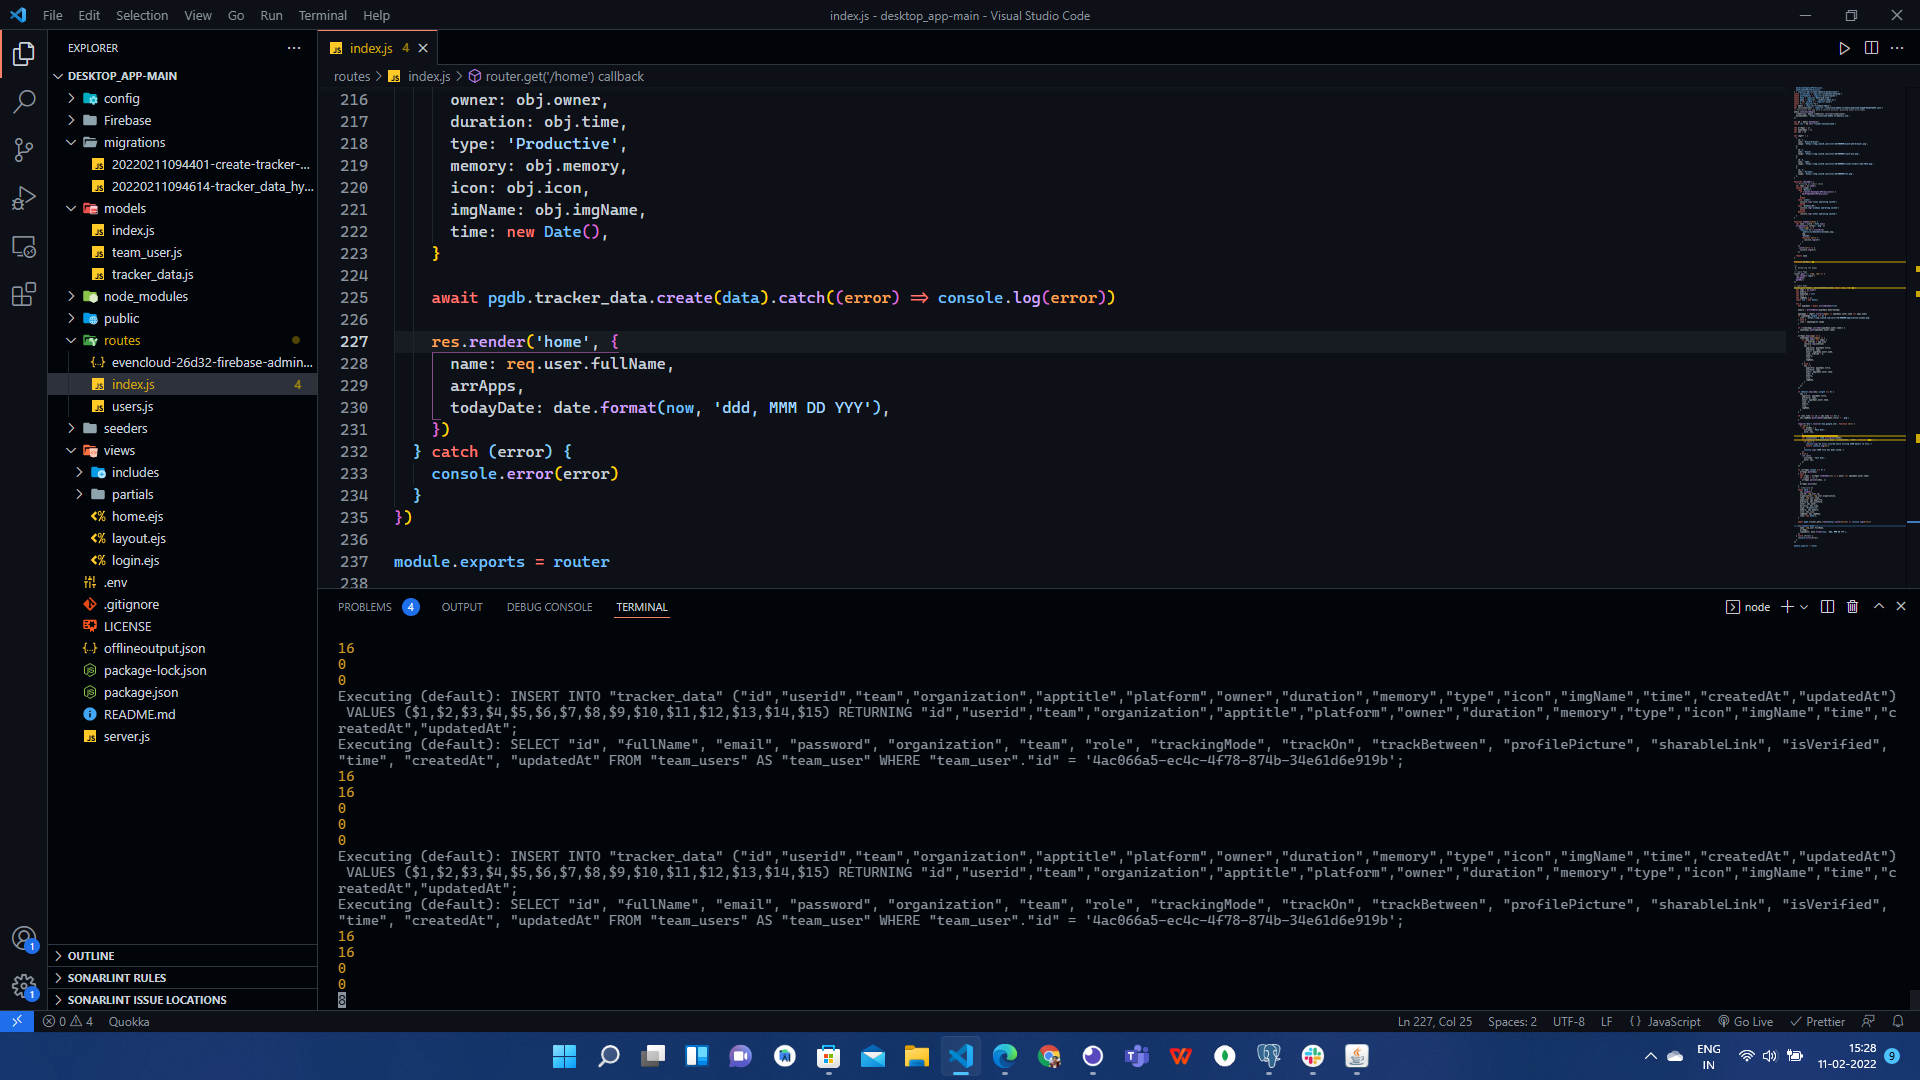 File Edit Selection View Go Run Terminal Help
index.js - desktop_app-main - Visual Studio Code
EXPLORER
DESKTOP_APP-MAIN
config
Firebase
migrations
20220211094401-create-tracker-...
20220211094614-tracker_data_hy...
models
index.js
team_user.js
tracker_data.js
node_modules
public
routes
evencloud-26d32-firebase-admin...
index.js 4
users.js
seeders
views
includes
partials
home.ejs
layout.ejs
login.ejs
.env
.gitignore
LICENSE
offlineoutput.json
package-lock.json
package.json
README.md
server.js
OUTLINE
SONARLINT RULES
SONARLINT ISSUE LOCATIONS
index.js 4
routes > index.js > router.get('/home') callback
216 owner: obj.owner,
217 duration: obj.time,
218 type: 'Productive',
219 memory: obj.memory,
220 icon: obj.icon,
221 imgName: obj.imgName,
222 time: new Date(),
223 }
224
225 await pgdb.tracker_data.create(data).catch((error) => console.log(error))
226
227 res.render('home', {
228 name: req.user.fullName,
229 arrApps,
230 todayDate: date.format(now, 'ddd, MMM DD YYY'),
231 })
232 } catch (error) {
233 console.error(error)
234 }
235 })
236
237 module.exports = router
238
PROBLEMS 4 OUTPUT DEBUG CONSOLE TERMINAL
node
16
0
0
Executing (default): INSERT INTO "tracker_data" ("id","userid","team","organization","apptitle","platform","owner","duration","memory","type","icon","imgName","time","createdAt","updatedAt")
VALUES ($1,$2,$3,$4,$5,$6,$7,$8,$9,$10,$11,$12,$13,$14,$15) RETURNING "id","userid","team","organization","apptitle","platform","owner","duration","memory","type","icon","imgName","time","c
reatedAt","updatedAt";
Executing (default): SELECT "id", "fullName", "email", "password", "organization", "team", "role", "trackingMode", "trackOn", "trackBetween", "profilePicture", "sharableLink", "isVerified",
"time", "createdAt", "updatedAt" FROM "team_users" AS "team_user" WHERE "team_user"."id" = '4ac066a5-ec4c-4f78-874b-34e61d6e919b';
16
16
0
0
0
Executing (default): INSERT INTO "tracker_data" ("id","userid","team","organization","apptitle","platform","owner","duration","memory","type","icon","imgName","time","createdAt","updatedAt")
VALUES ($1,$2,$3,$4,$5,$6,$7,$8,$9,$10,$11,$12,$13,$14,$15) RETURNING "id","userid","team","organization","apptitle","platform","owner","duration","memory","type","icon","imgName","time","c
reatedAt","updatedAt";
Executing (default): SELECT "id", "fullName", "email", "password", "organization", "team", "role", "trackingMode", "trackOn", "trackBetween", "profilePicture", "sharableLink", "isVerified",
"time", "createdAt", "updatedAt" FROM "team_users" AS "team_user" WHERE "team_user"."id" = '4ac066a5-ec4c-4f78-874b-34e61d6e919b';
16
16
0
0
0 4 Quokka
Ln 227, Col 25 Spaces: 2 UTF-8 LF {} JavaScript Go Live Prettier
ENG
IN
15:28
11-02-2022
9